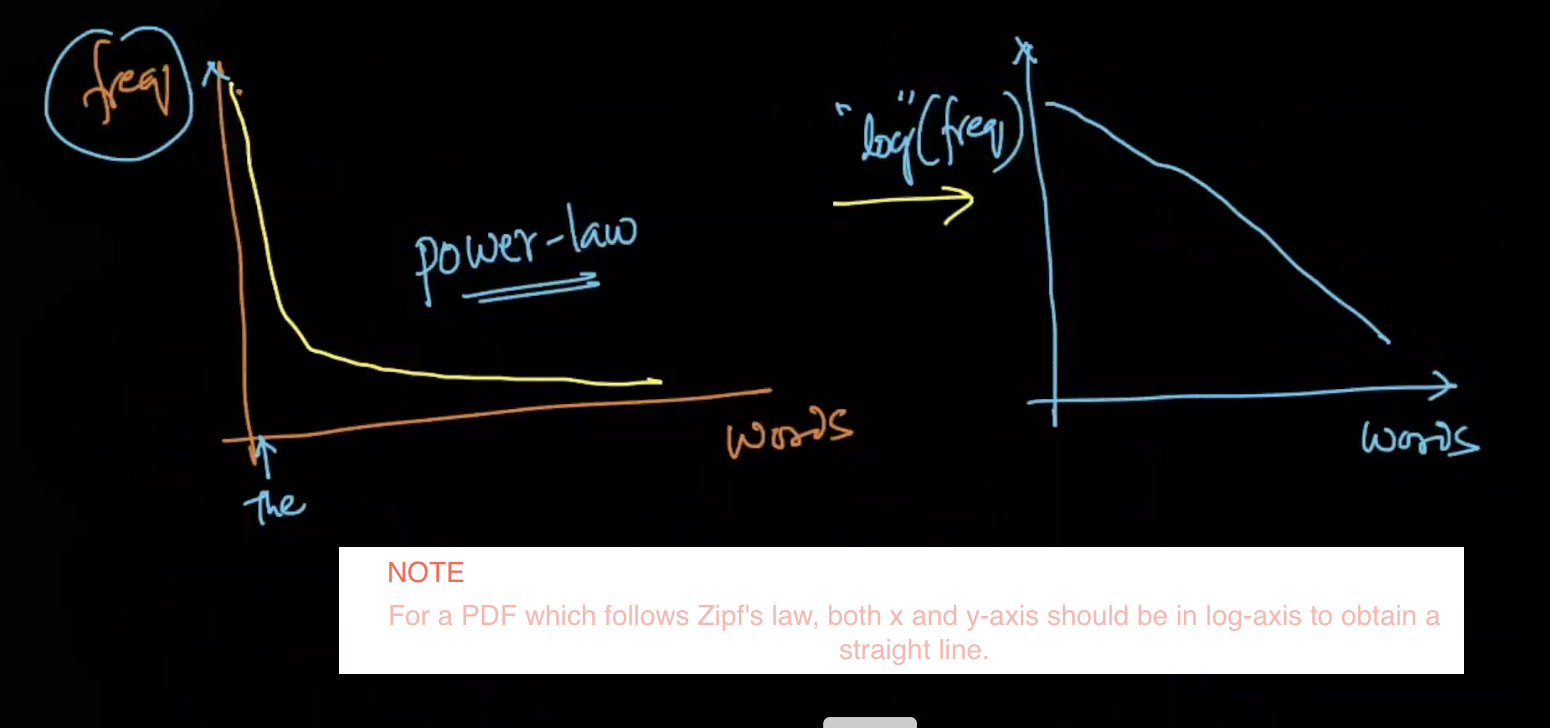 freq
power-law
words
The
"log"(freq)
words
NOTE
For a PDF which follows Zipf's law, both x and y-axis should be in log-axis to obtain a
straight line.